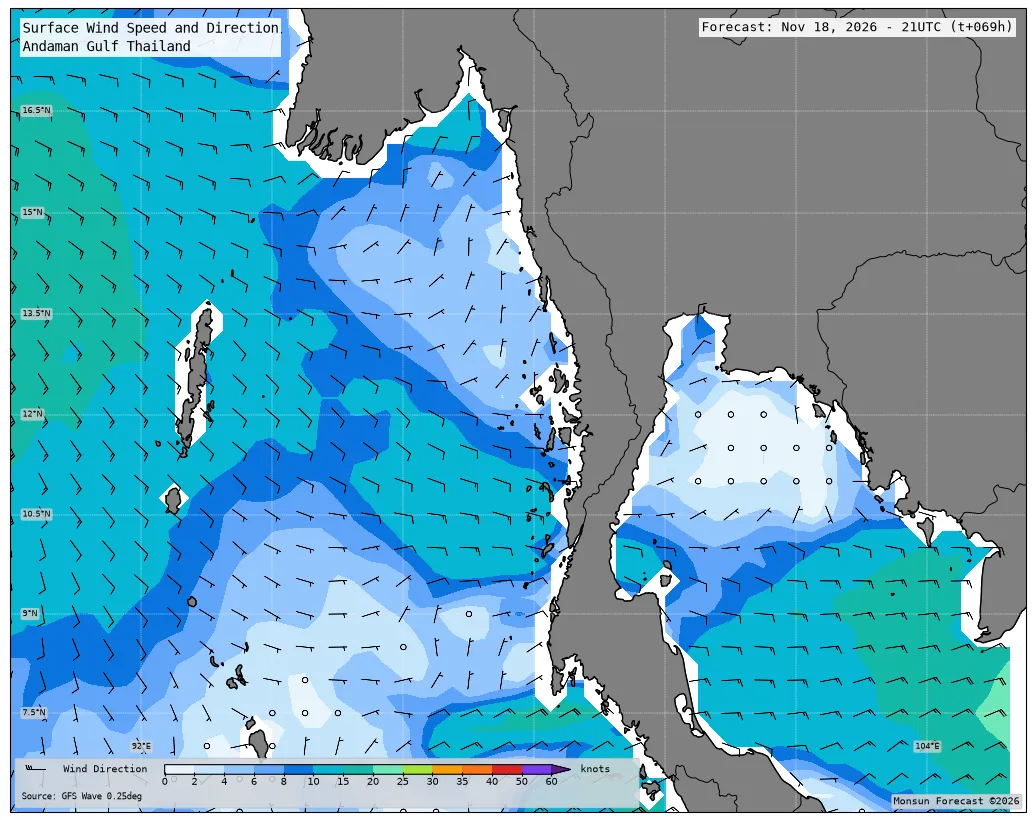 Surface Wind Speed and Direction
Andaman Gulf Thailand
Forecast: Nov 18, 2026 - 21UTC (t+069h)
16.5°N
15°N
13.5°N
12°N
10.5°N
9°N
7.5°N
92°E
104°E
Wind Direction
0 2 4 6 8 10 15 20 25 30 40 50 60
knots
Source: GFS Wave 0.25deg
Monsun Forecast ©2026